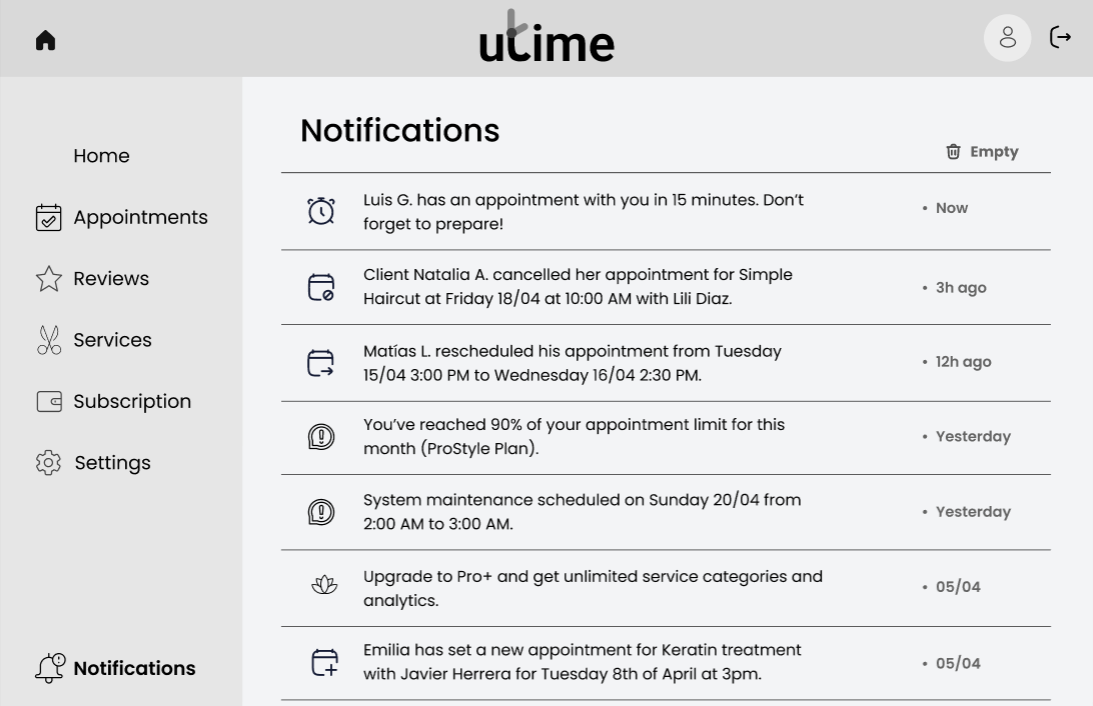 utime
Home
Appointments
Reviews
Services
Subscription
Settings
Notifications
Notifications
Empty
Luis G. has an appointment with you in 15 minutes. Don't
forget to prepare!
• Now
Client Natalia A. cancelled her appointment for Simple
Haircut at Friday 18/04 at 10:00 AM with Lili Diaz.
• 3h ago
Matías L. rescheduled his appointment from Tuesday
15/04 3:00 PM to Wednesday 16/04 2:30 PM.
• 12h ago
You've reached 90% of your appointment limit for this
month (ProStyle Plan).
• Yesterday
System maintenance scheduled on Sunday 20/04 from
2:00 AM to 3:00 AM.
• Yesterday
Upgrade to Pro+ and get unlimited service categories and
analytics.
• 05/04
Emilia has set a new appointment for Keratin treatment
with Javier Herrera for Tuesday 8th of April at 3pm.
• 05/04